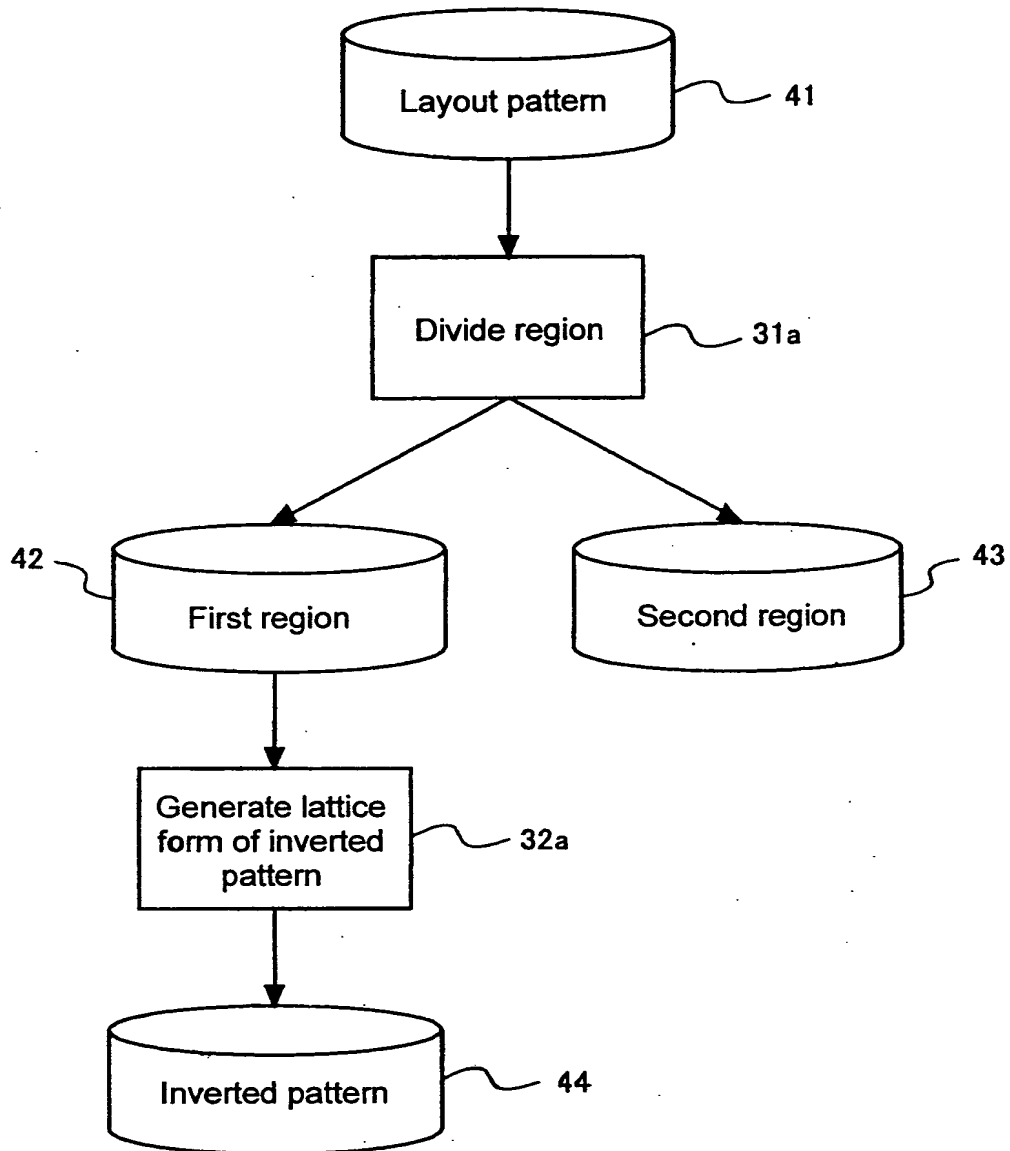 Layout pattern
41
Divide region
31a
42
First region
43
Second region
Generate lattice
form of inverted
pattern
32a
Inverted pattern
44